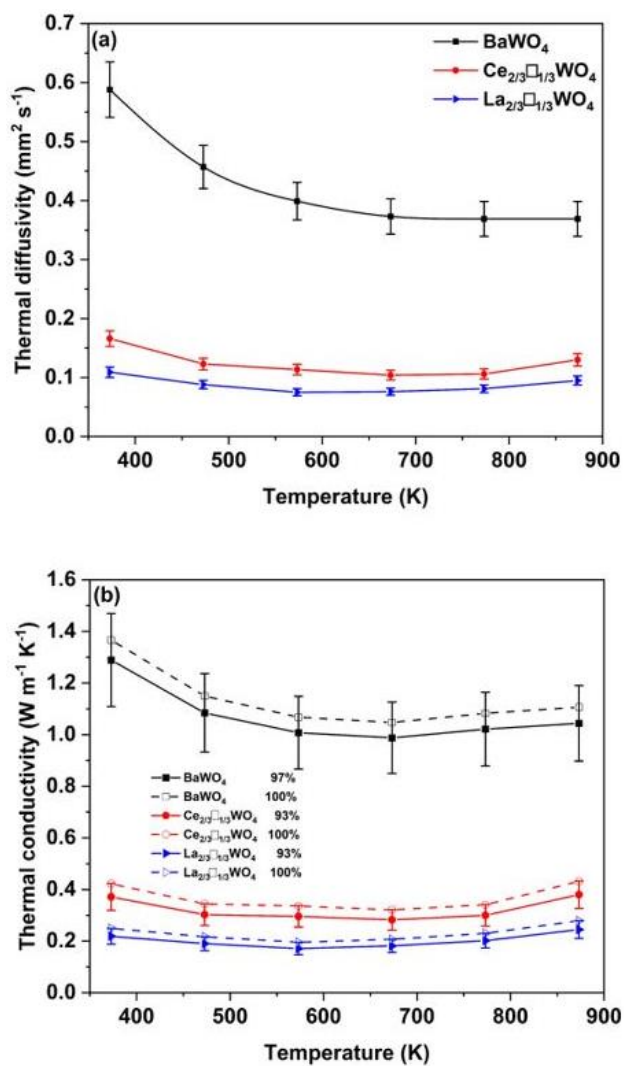 (a)
BaWO₄
Ce₂/₃□₁/₃WO₄
La₂/₃□₁/₃WO₄
0.7
0.6
0.5
0.4
0.3
0.2
0.1
0.0
Thermal diffusivity (mm² s⁻¹)
400 500 600 700 800 900
Temperature (K)
(b)
1.6
1.4
1.2
1.0
0.8
0.6
0.4
0.2
0.0
Thermal conductivity (W m⁻¹ K⁻¹)
BaWO₄ 97%
BaWO₄ 100%
Ce₂/₃□₁/₃WO₄ 93%
Ce₂/₃□₁/₃WO₄ 100%
La₂/₃□₁/₃WO₄ 93%
La₂/₃□₁/₃WO₄ 100%
400 500 600 700 800 900
Temperature (K)